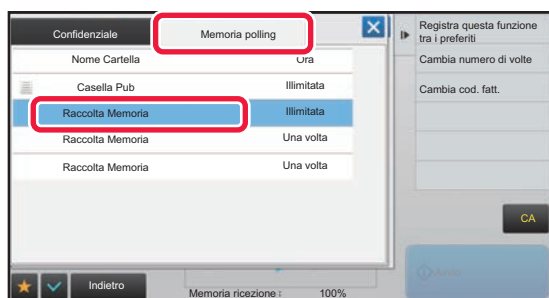 Confidenziale
Memoria polling
Nome Cartella
Ora
Casella Pub
Illimitata
Raccolta Memoria
Illimitata
Raccolta Memoria
Una volta
Raccolta Memoria
Una volta
Indietro
Memoria ricezione :
100%
Registra questa funzione
tra i preferiti
Cambia numero di volte
Cambia cod. fatt.
CA